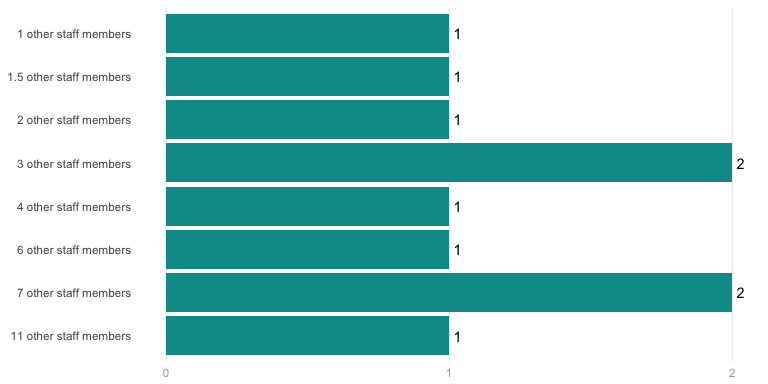 1 other staff members 1
1.5 other staff members 1
2 other staff members 1
3 other staff members 2
4 other staff members 1
6 other staff members 1
7 other staff members 2
11 other staff members 1
0 1 2